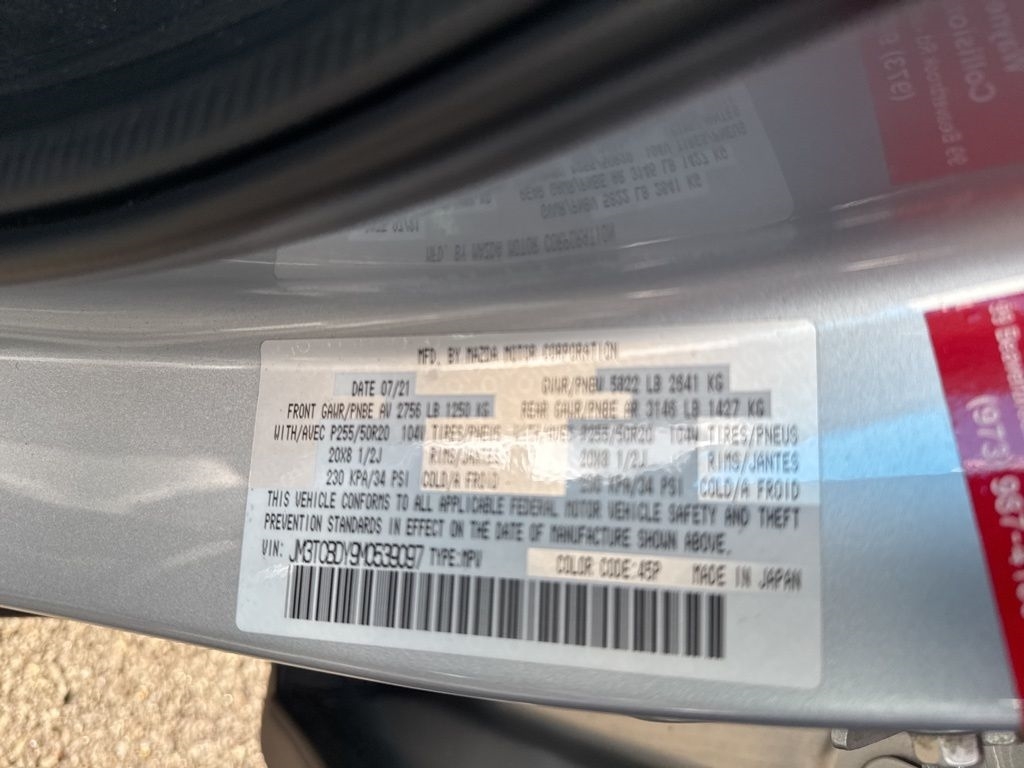 MFD. BY MAZDA MOTOR CORPORATION
DATE 07/21 GVWR/PNBV 5822 LB 2641 KG
FRONT GAWR/PNBE AV 2756 LB 1250 KG REAR GAWR/PNBE AR 3146 LB 1427 KG
WITH/AVEC P255/50R20 104W TIRES/PNEUS WITH/AVEC P255/50R20 104W TIRES/PNEUS
20X8 1/2J RIMS/JANTES 20X8 1/2J RIMS/JANTES
230 KPA/34 PSI COLD/A FROID 230 KPA/34 PSI COLD/A FROID
THIS VEHICLE CONFORMS TO ALL APPLICABLE FEDERAL MOTOR VEHICLE SAFETY AND THEFT
PREVENTION STANDARDS IN EFFECT ON THE DATE OF MANUFACTURE SHOWN ABOVE.
VIN: JM3TCBDY9M0539097 TYPE:MPV COLOR CODE:45P MADE IN JAPAN
(973)